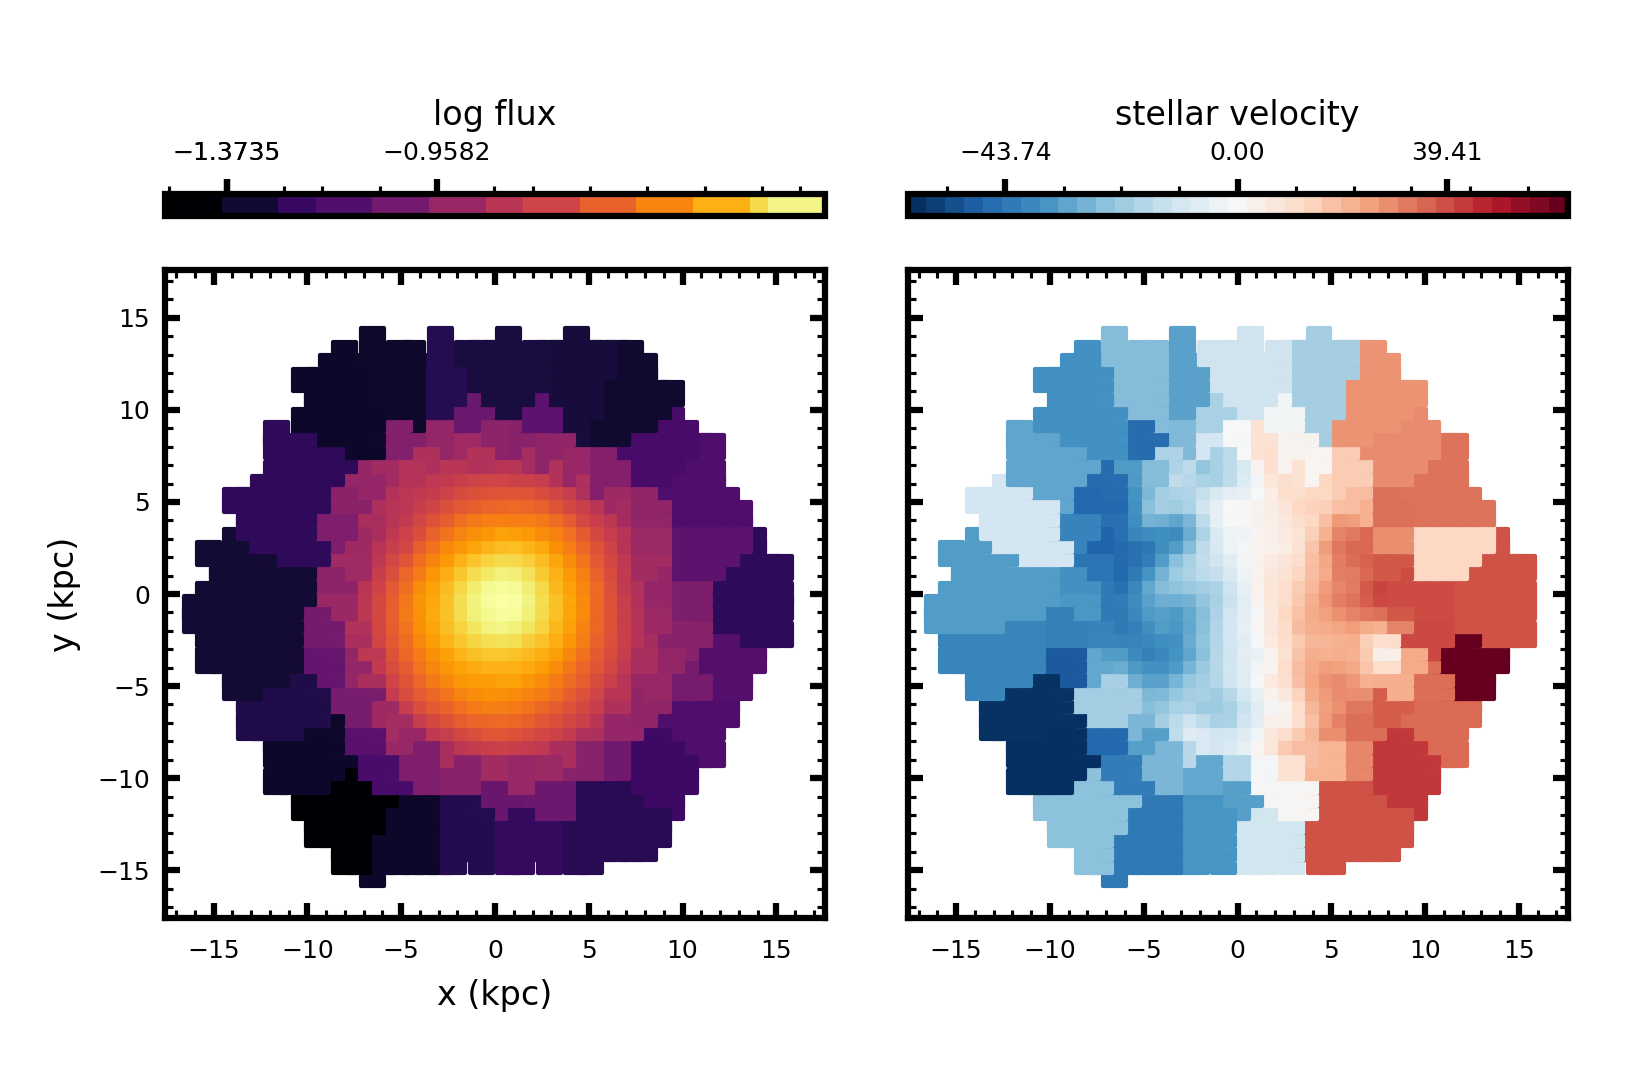 log flux
stellar velocity
−1.3735 −0.9582
−43.74 0.00 39.41
15
10
5
0
−5
−10
−15
y (kpc)
−15 −10 −5 0 5 10 15
−15 −10 −5 0 5 10 15
x (kpc)